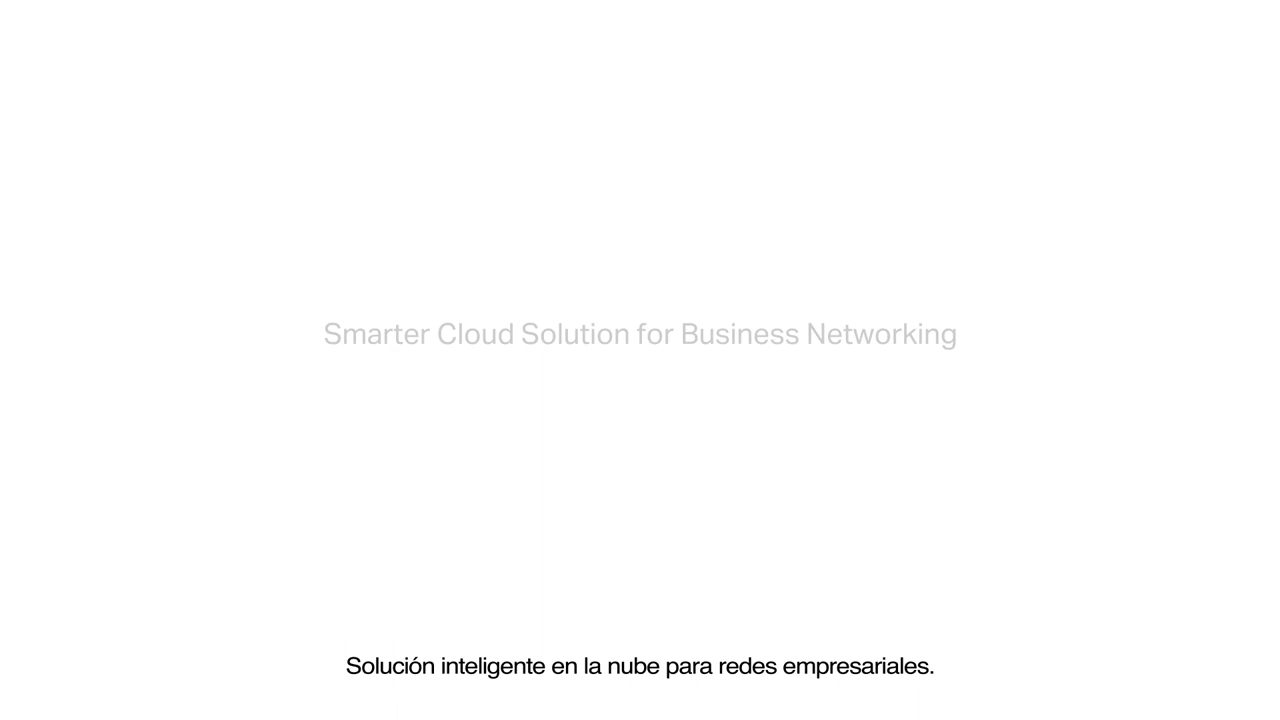 Smarter Cloud Solution for Business Networking
Solución inteligente en la nube para redes empresariales.